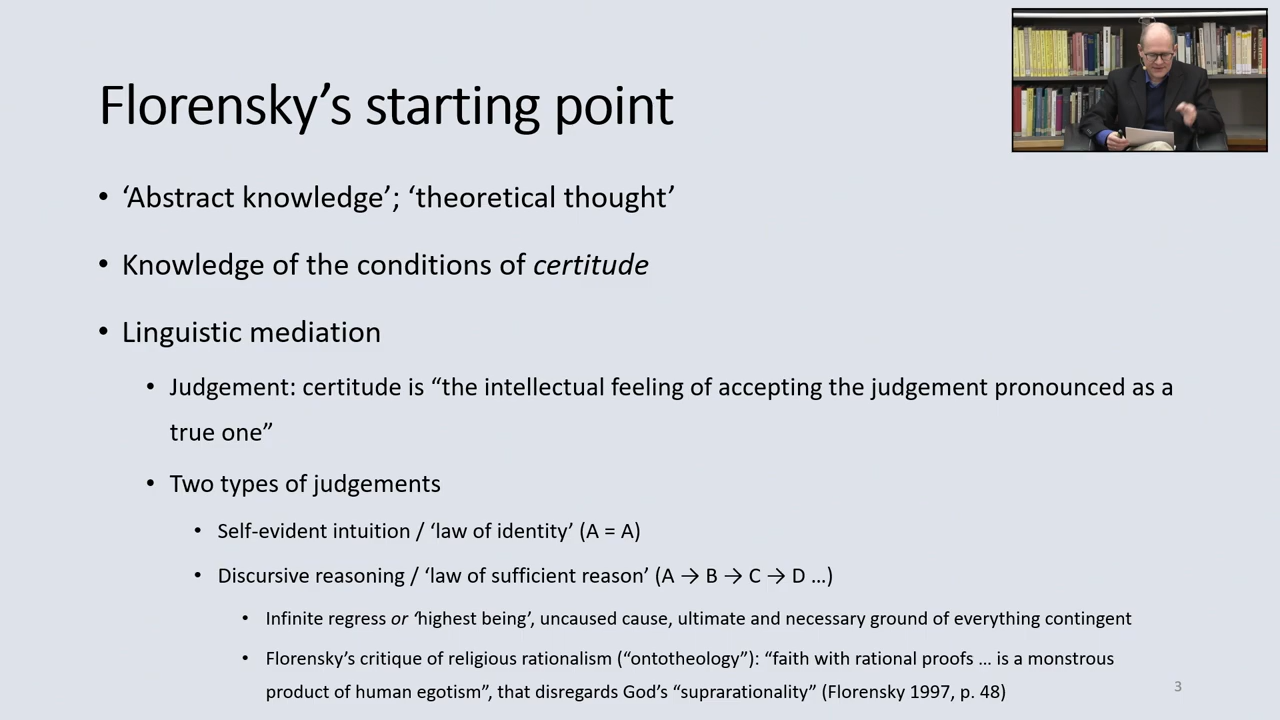 Florensky’s starting point
• ‘Abstract knowledge’; ‘theoretical thought’
• Knowledge of the conditions of certitude
• Linguistic mediation
• Judgement: certitude is “the intellectual feeling of accepting the judgement pronounced as a
true one”
• Two types of judgements
• Self-evident intuition / ‘law of identity’ (A = A)
• Discursive reasoning / ‘law of sufficient reason’ (A → B → C → D …)
• Infinite regress or ‘highest being’, uncaused cause, ultimate and necessary ground of everything contingent
• Florensky’s critique of religious rationalism (“ontotheology”): “faith with rational proofs … is a monstrous
product of human egotism”, that disregards God’s “suprarationality” (Florensky 1997, p. 48)
3